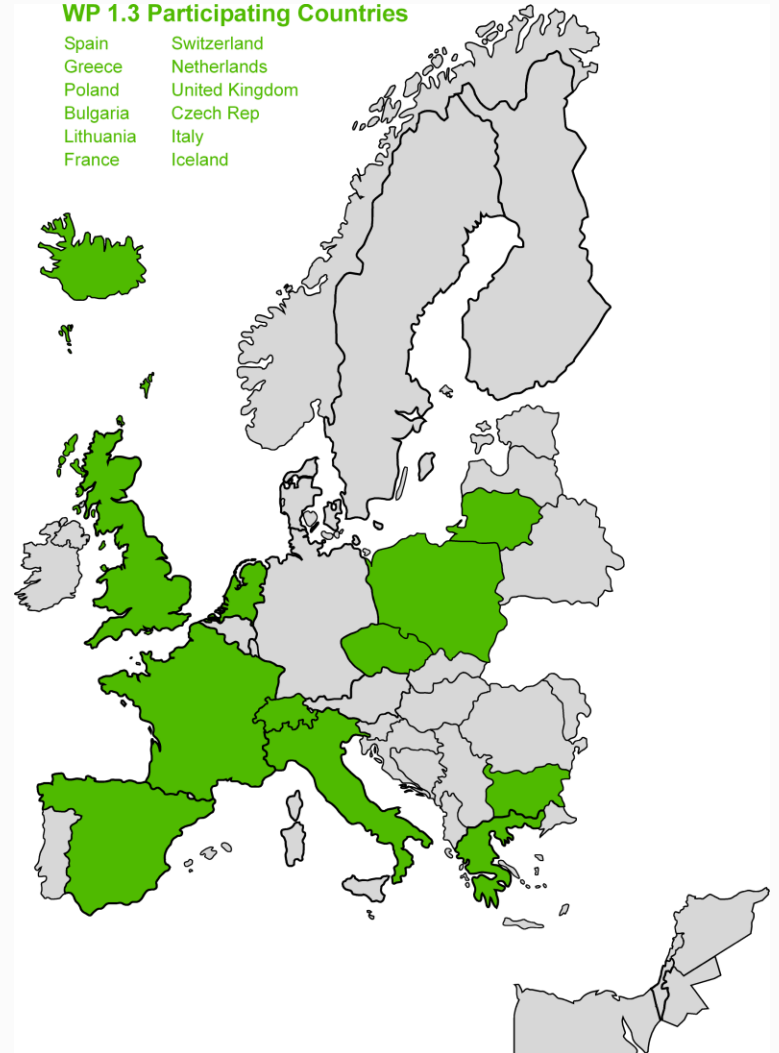 WP 1.3 Participating Countries
Spain Switzerland
Greece Netherlands
Poland United Kingdom
Bulgaria Czech Rep
Lithuania Italy
France Iceland